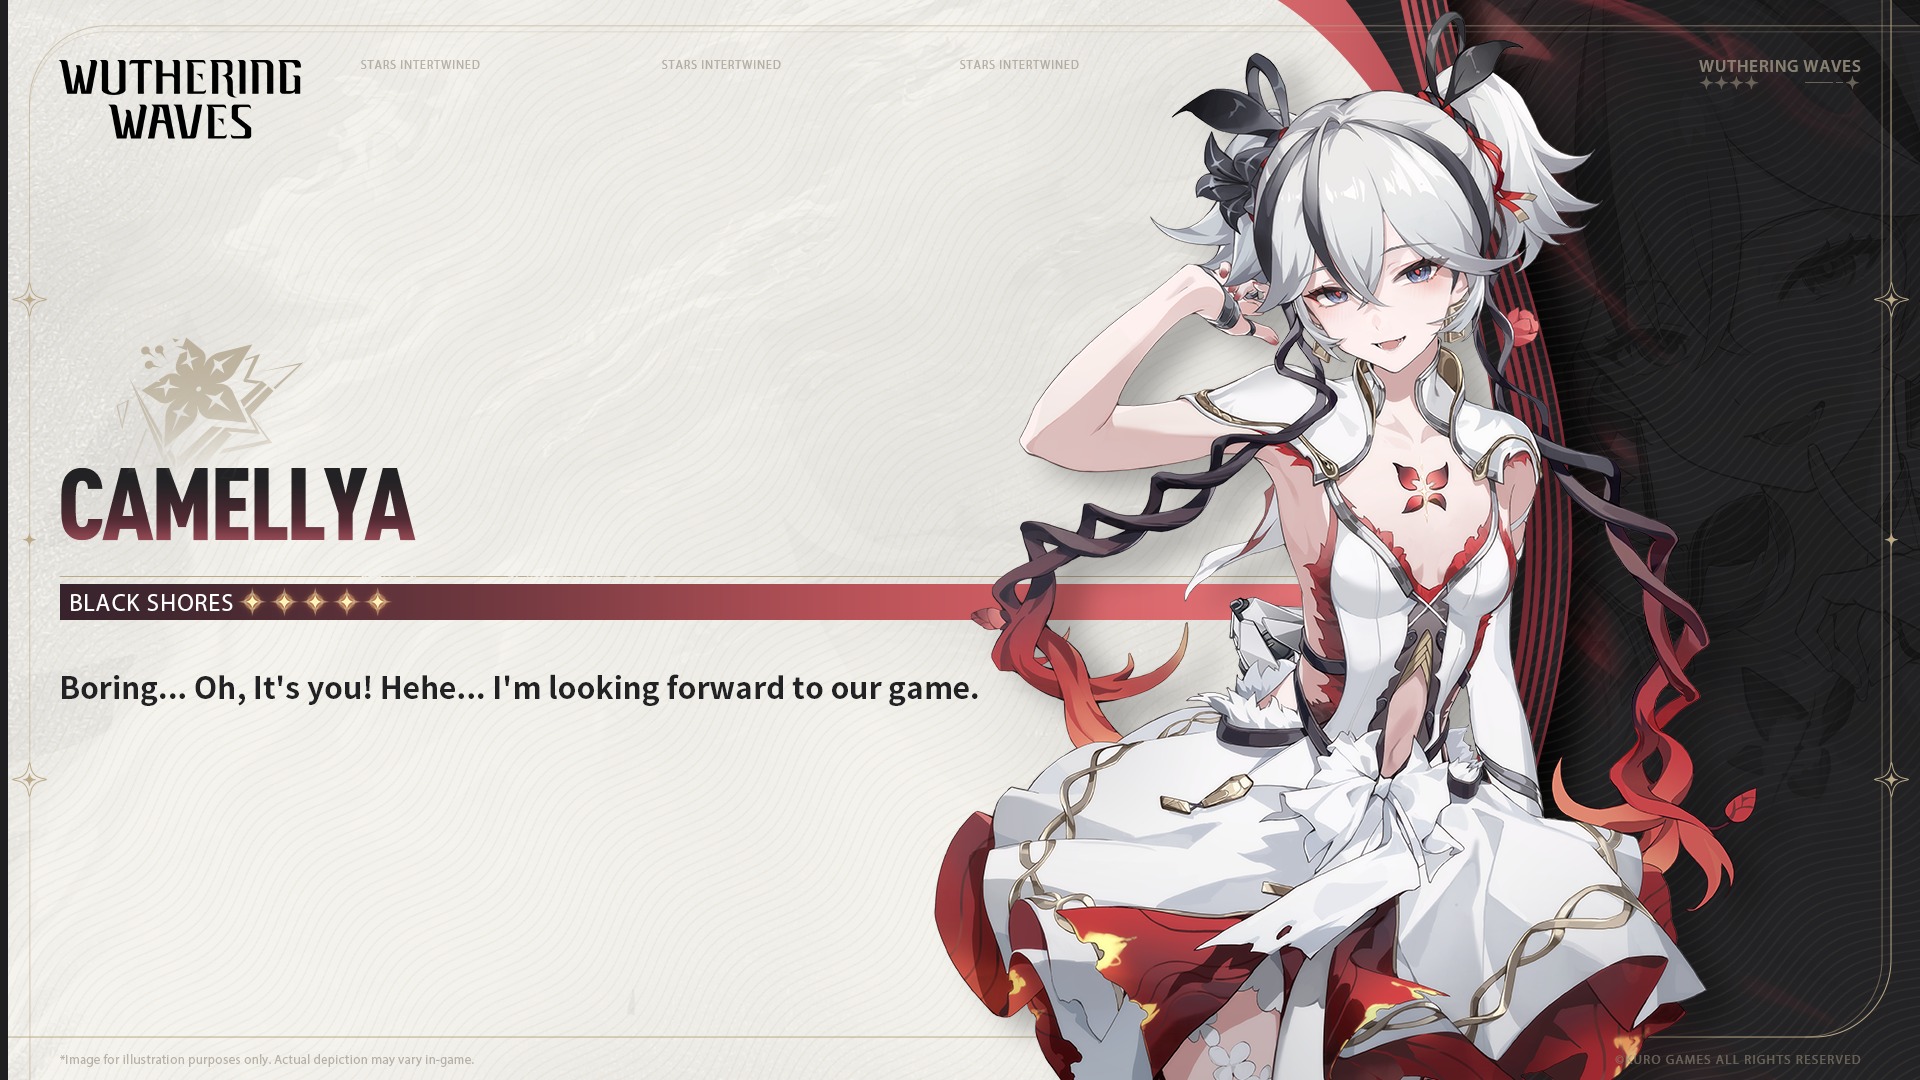 WUTHERING
WAVES
STARS INTERTWINED
STARS INTERTWINED
STARS INTERTWINED
WUTHERING WAVES
CAMELLYA
BLACK SHORES
Boring... Oh, It's you! Hehe... I'm looking forward to our game.
*Image for illustration purposes only. Actual depiction may vary in-game.
©KURO GAMES ALL RIGHTS RESERVED